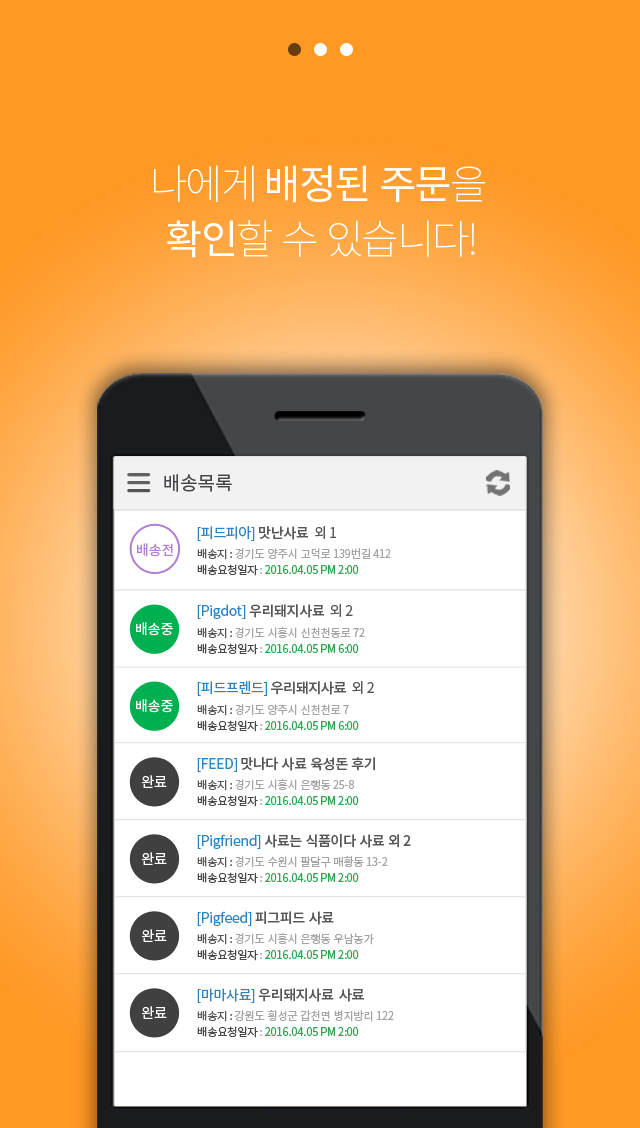 나에게 배정된 주문을
확인할 수 있습니다!
배송목록
배송전
[피드피아] 맛난사료 외 1
배송지 : 경기도 양주시 고덕로 139번길 412
배송요청일자 : 2016.04.05 PM 2:00
배송중
[Pigdot] 우리돼지사료 외 2
배송지 : 경기도 시흥시 신천천동로 72
배송요청일자 : 2016.04.05 PM 6:00
배송중
[피드프렌드] 우리돼지사료 외 2
배송지 : 경기도 양주시 신천천로 7
배송요청일자 : 2016.04.05 PM 6:00
완료
[FEED] 맛나다 사료 육성돈 후기
배송지 : 경기도 시흥시 은행동 25-8
배송요청일자 : 2016.04.05 PM 2:00
완료
[Pigfriend] 사료는 식품이다 사료 외 2
배송지 : 경기도 수원시 팔달구 매황동 13-2
배송요청일자 : 2016.04.05 PM 2:00
완료
[Pigfeed] 피그피드 사료
배송지 : 경기도 시흥시 은행동 우남농가
배송요청일자 : 2016.04.05 PM 2:00
완료
[마마사료] 우리돼지사료 사료
배송지 : 강원도 횡성군 갑천면 병지방리 122
배송요청일자 : 2016.04.05 PM 2:00